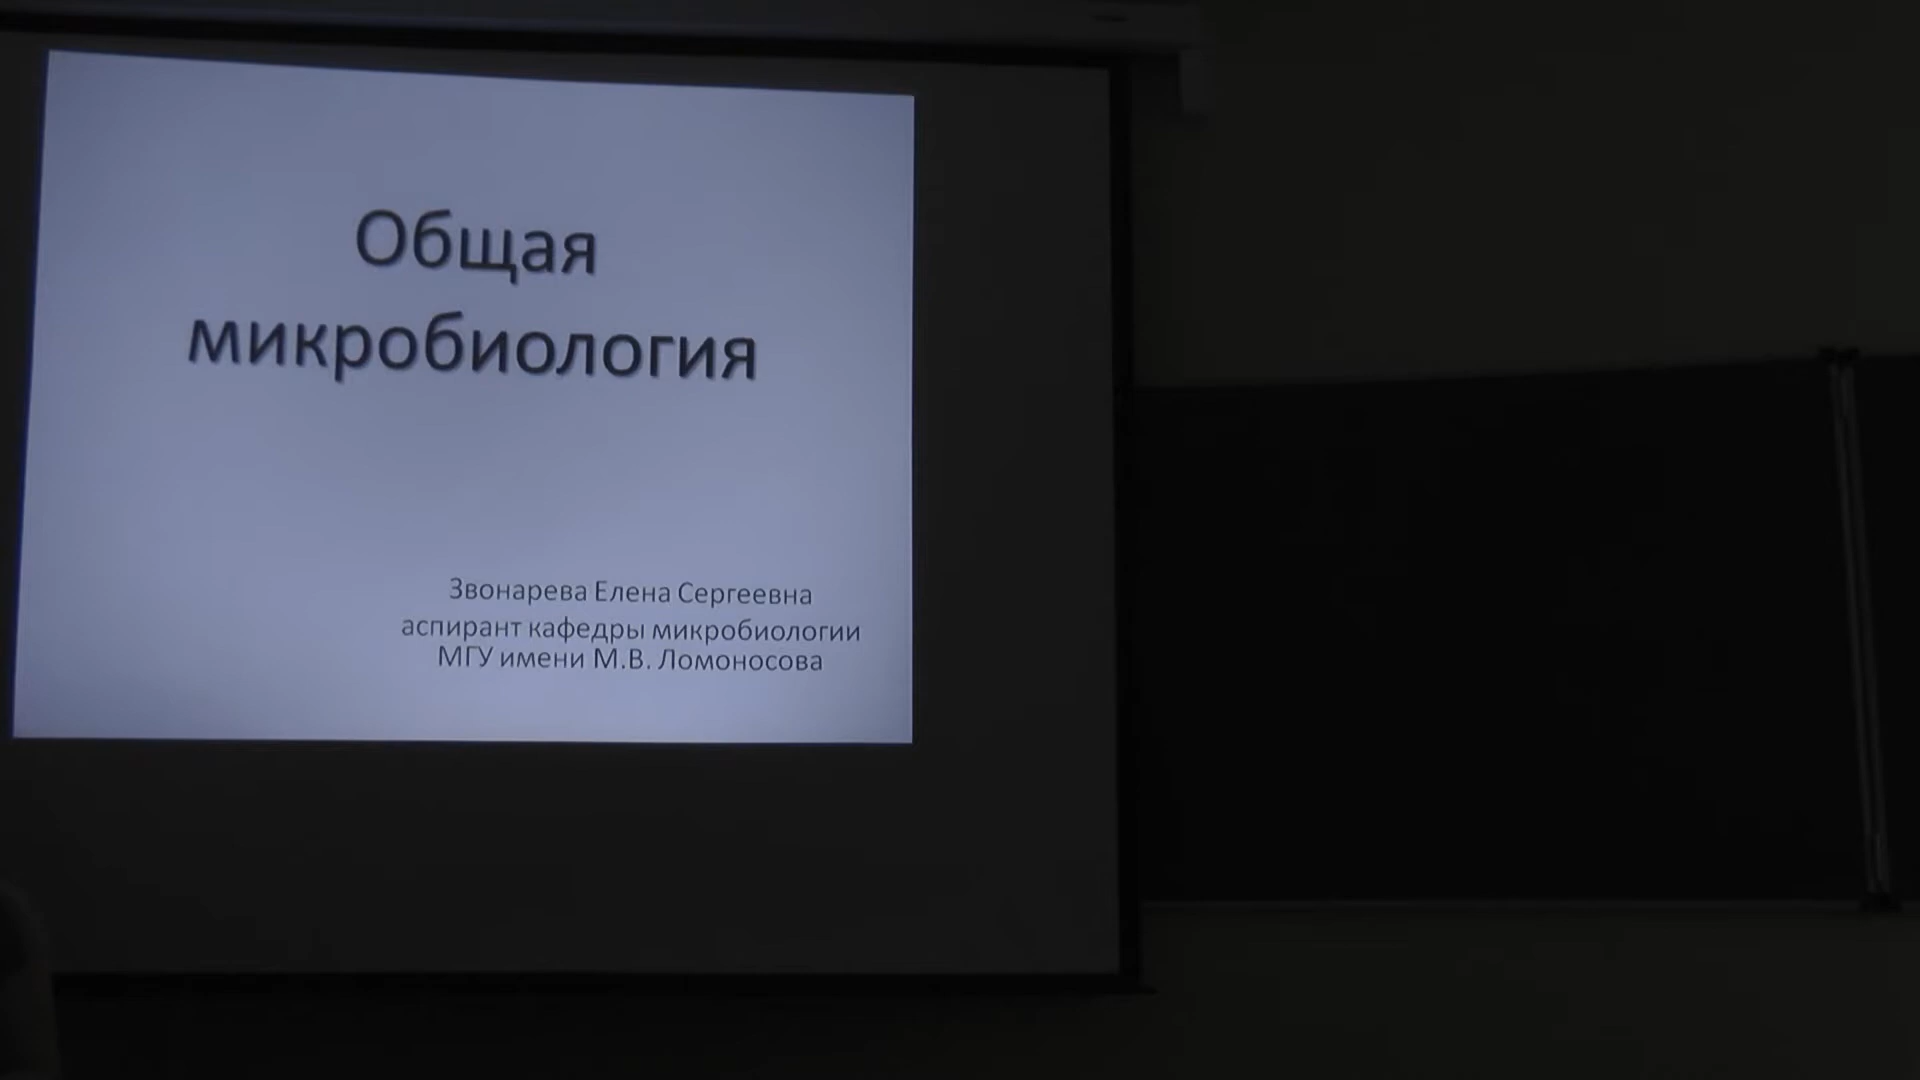 Общая
микробиология
Звонарева Елена Сергеевна
аспирант кафедры микробиологии
МГУ имени М.В. Ломоносова